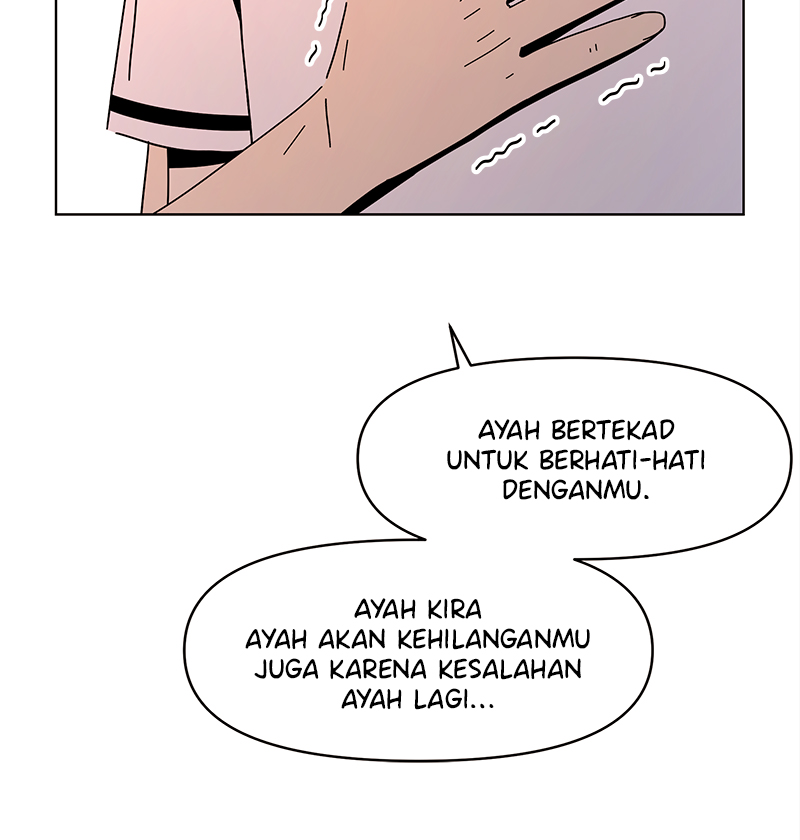 AYAH BERTEKAD
UNTUK BERHATI-HATI
DENGANMU.
AYAH KIRA
AYAH AKAN KEHILANGANMU
JUGA KARENA KESALAHAN
AYAH LAGI...